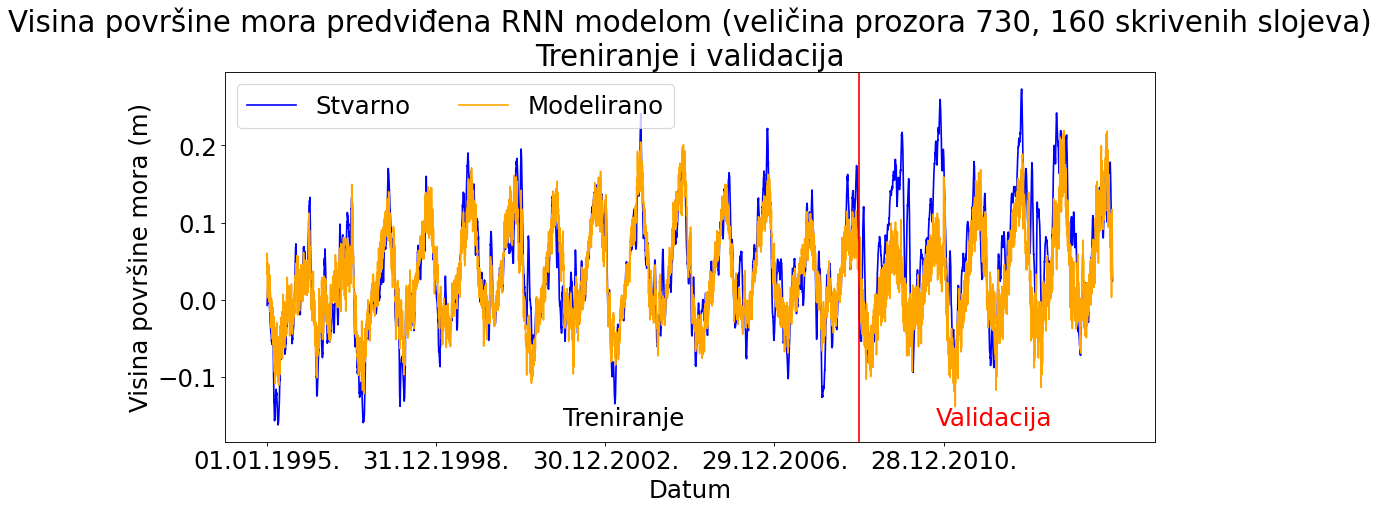 Visina površine mora predviđena RNN modelom (veličina prozora 730, 160 skrivenih slojeva)
Treniranje i validacija
Stvarno
Modelirano
Visina površine mora (m)
0.2
0.1
0.0
−0.1
Treniranje
Validacija
01.01.1995.
31.12.1998.
30.12.2002.
29.12.2006.
28.12.2010.
Datum